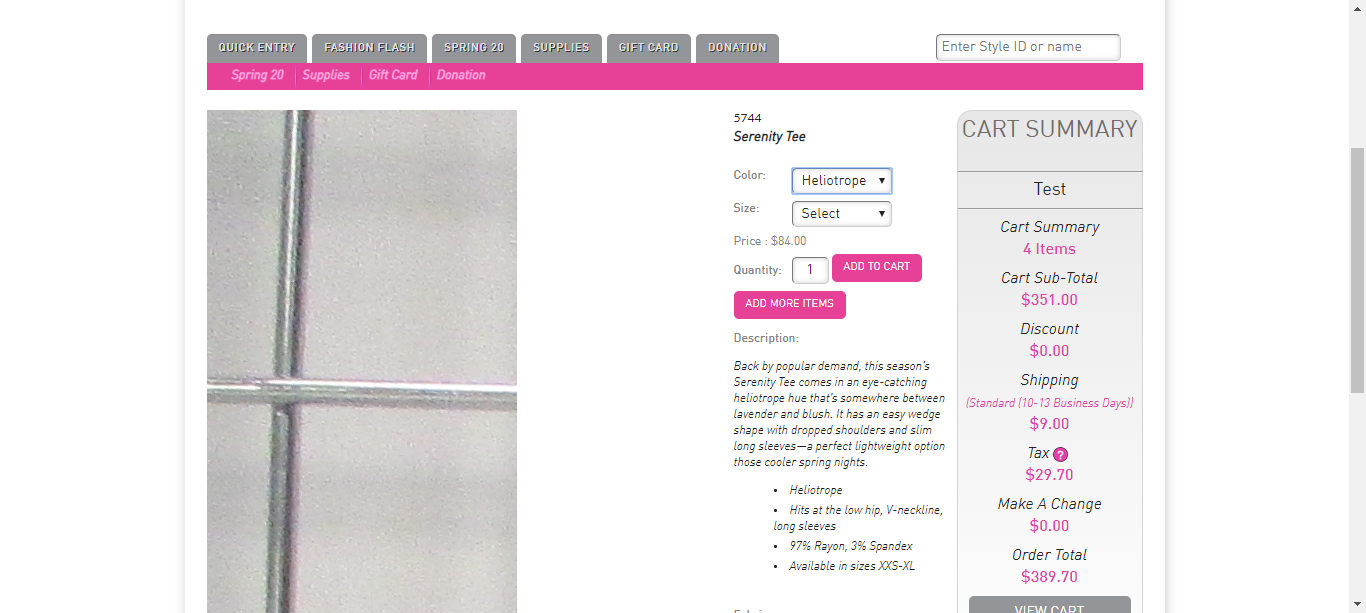 QUICK ENTRY
FASHION FLASH
SPRING 20
SUPPLIES
GIFT CARD
DONATION
Enter Style ID or name
Spring 20
Supplies
Gift Card
Donation
5744
Serenity Tee
Color:
Heliotrope
Size:
Select
Price : $84.00
Quantity:
1
ADD TO CART
ADD MORE ITEMS
Description:
Back by popular demand, this season's
Serenity Tee comes in an eye-catching
heliotrope hue that's somewhere between
lavender and blush. It has an easy wedge
shape with dropped shoulders and slim
long sleeves—a perfect lightweight option
those cooler spring nights.
• Heliotrope
• Hits at the low hip, V-neckline,
long sleeves
• 97% Rayon, 3% Spandex
• Available in sizes XXS-XL
CART SUMMARY
Test
Cart Summary
4 Items
Cart Sub-Total
$351.00
Discount
$0.00
Shipping
(Standard (10-13 Business Days))
$9.00
Tax ?
$29.70
Make A Change
$0.00
Order Total
$389.70
VIEW CART